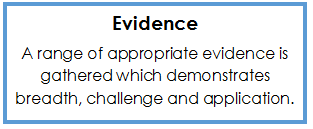 Evidence
A range of appropriate evidence is
gathered which demonstrates
breadth, challenge and application.